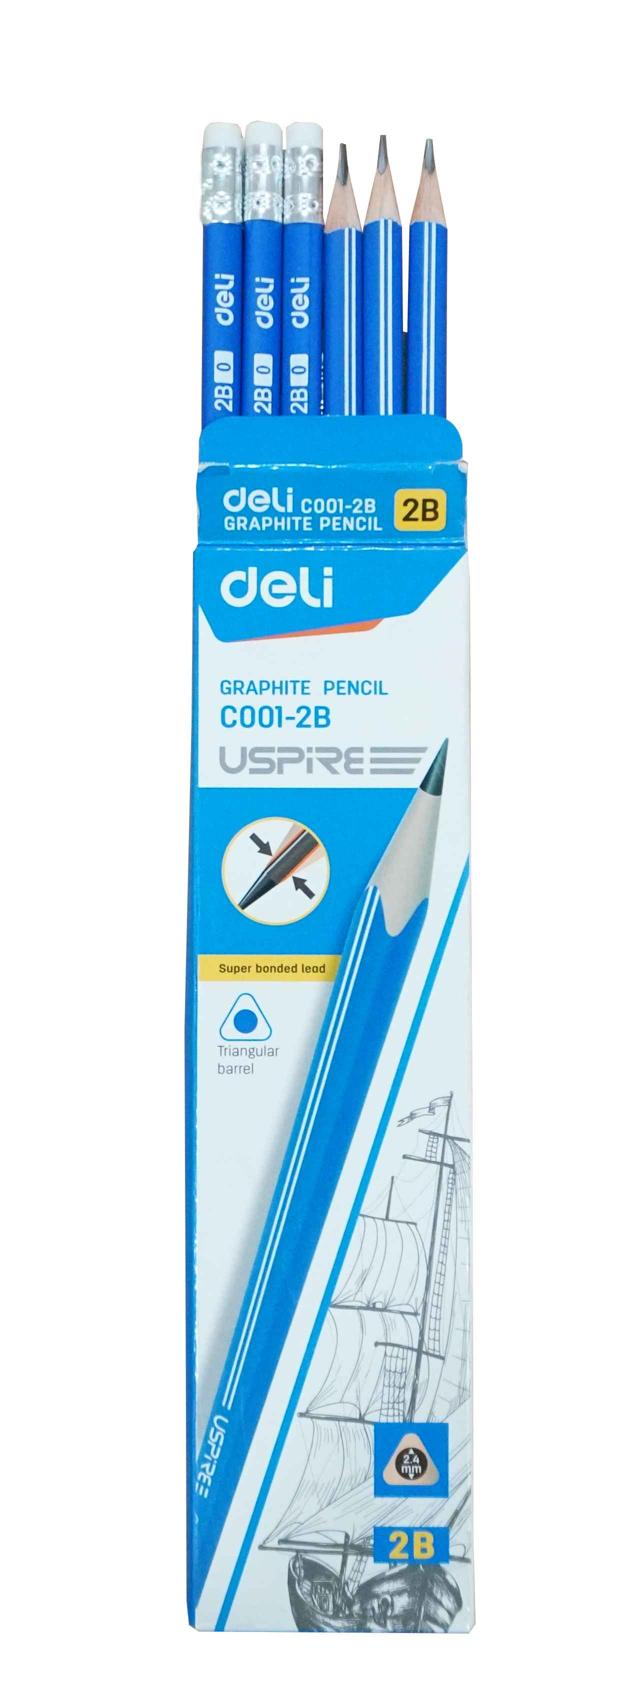 deli
2B 0
deli
2B 0
deli
2B 0
deli C001-2B
GRAPHITE PENCIL
2B
deli
GRAPHITE PENCIL
C001-2B
USPIRE
Super bonded lead
Triangular
barrel
USPIRE
2.4
mm
2B